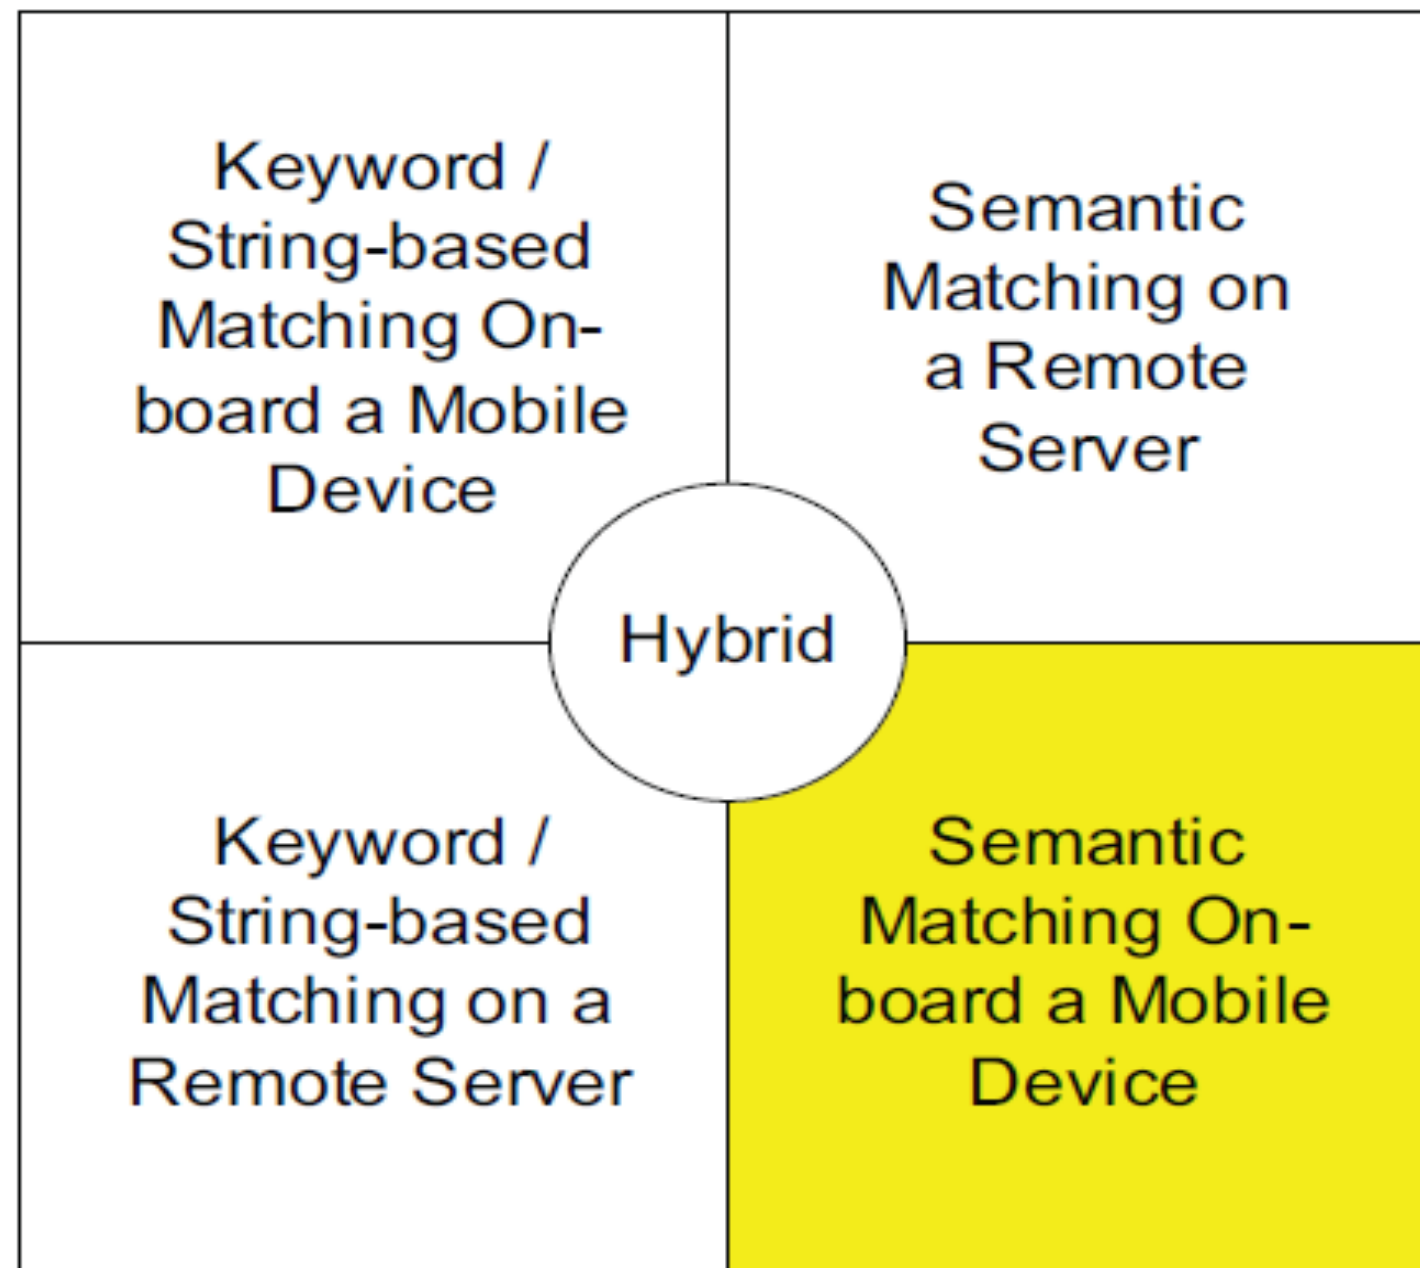 Keyword /
String-based
Matching On-
board a Mobile
Device
Semantic
Matching on
a Remote
Server
Hybrid
Keyword /
String-based
Matching on a
Remote Server
Semantic
Matching On-
board a Mobile
Device